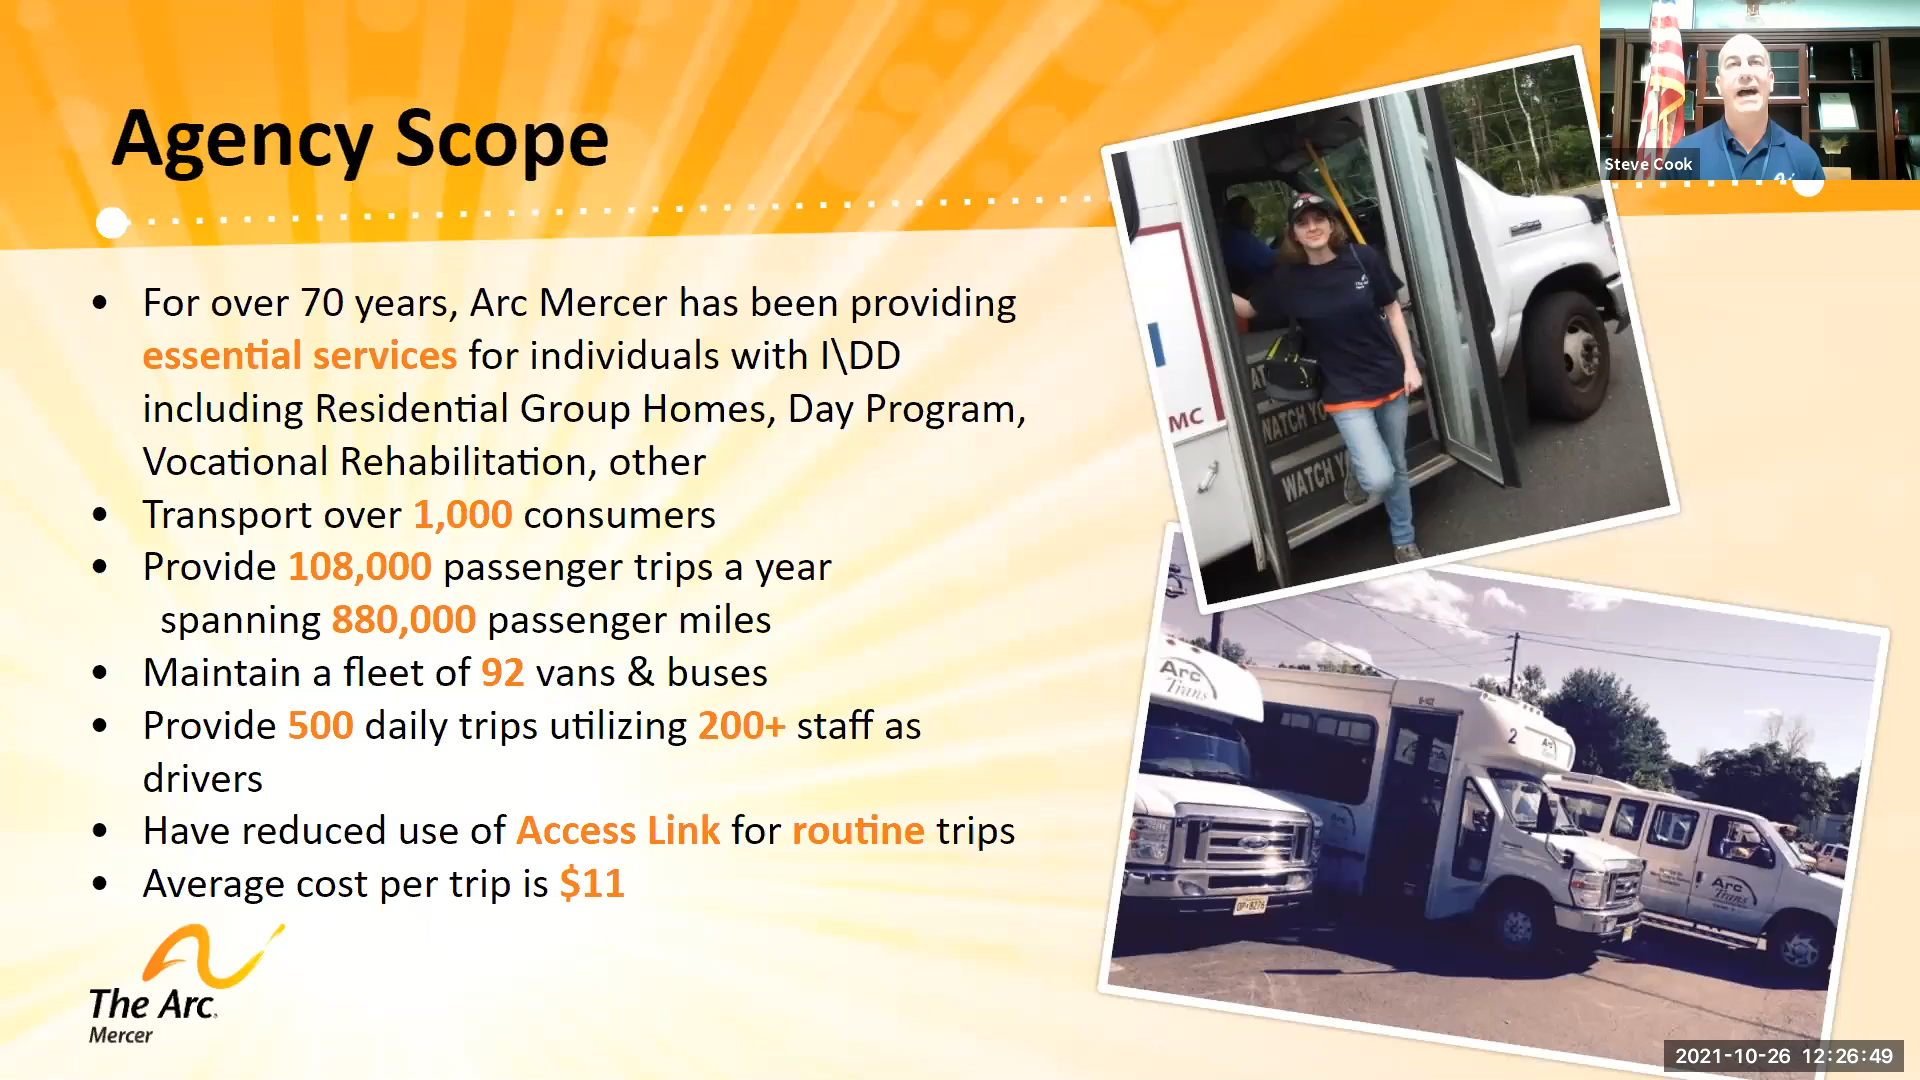 Agency Scope
Steve Cook
• For over 70 years, Arc Mercer has been providing
essential services for individuals with I\DD
including Residential Group Homes, Day Program,
Vocational Rehabilitation, other
• Transport over 1,000 consumers
• Provide 108,000 passenger trips a year
spanning 880,000 passenger miles
• Maintain a fleet of 92 vans & buses
• Provide 500 daily trips utilizing 200+ staff as
drivers
• Have reduced use of Access Link for routine trips
• Average cost per trip is $11
The Arc.
Mercer
MC
WATCH YO
WATCH Y
Arc
Trans
2
Arc
Arc
Trans
2021-10-26 12:26:49